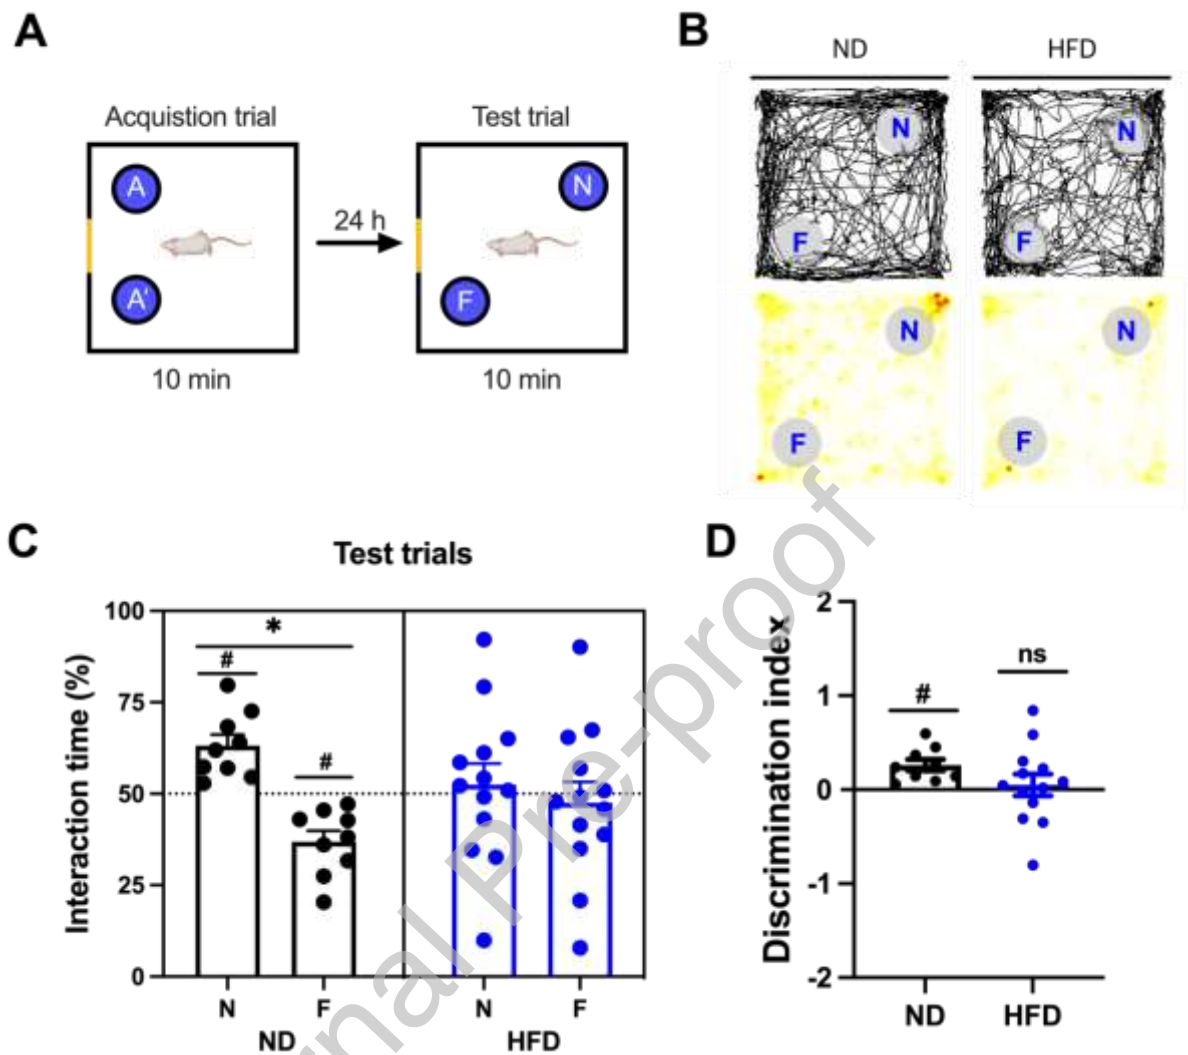 A
Acquistion trial
Test trial
A
A'
24 h
N
F
10 min
10 min
B
ND
HFD
N
N
F
F
N
N
F
F
C
Test trials
Interaction time (%)
100
75
50
25
0
*
#
#
N
F
N
F
ND
HFD
D
Discrimination index
2
1
0
-1
-2
#
ns
ND
HFD
rnal Pre-proof